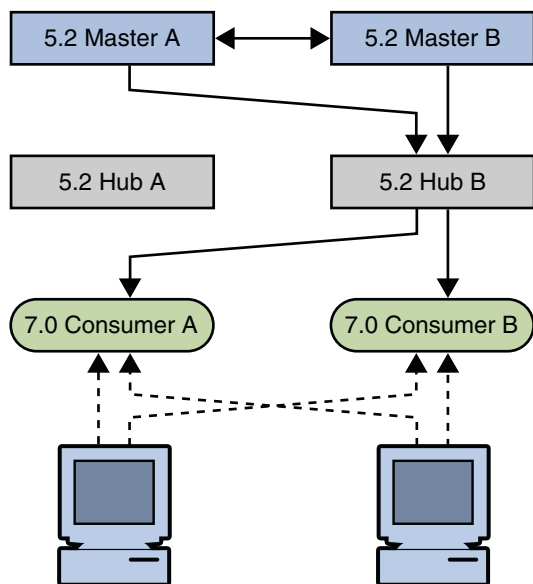 5.2 Master A
5.2 Master B
5.2 Hub A
5.2 Hub B
7.0 Consumer A
7.0 Consumer B